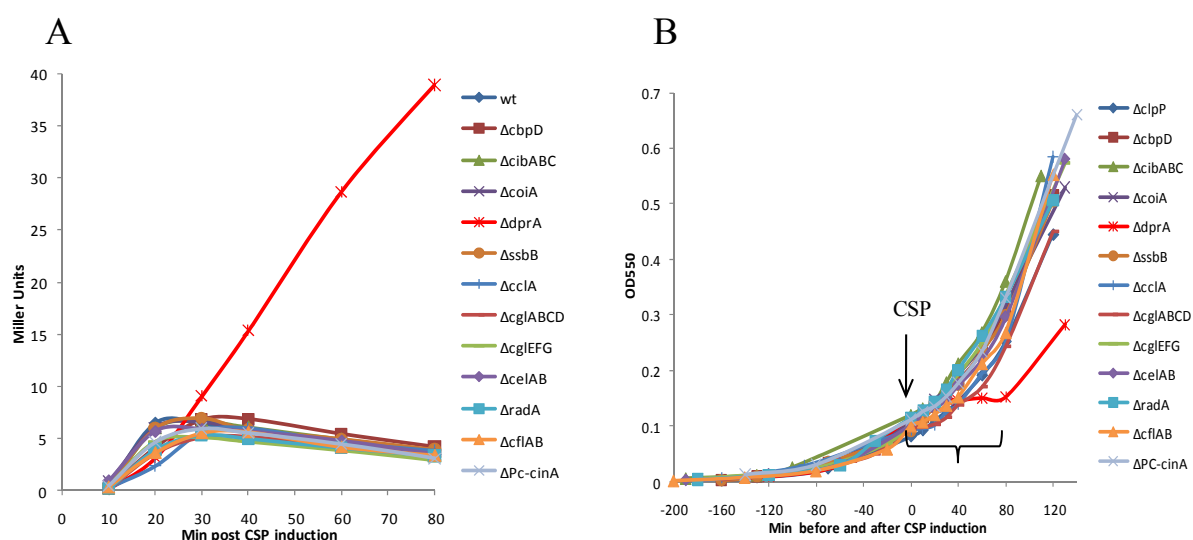 A
40
35
30
25
20
15
10
5
0
Miller Units
0 10 20 30 40 50 60 70 80
Min post CSP induction
wt
ΔcbpD
ΔcibABC
ΔcoiA
ΔdprA
ΔssbB
ΔcclA
ΔcglABCD
ΔcglEFG
ΔcelAB
ΔradA
ΔcflAB
ΔPc-cinA
B
0.7
0.6
0.5
0.4
0.3
0.2
0.1
0
OD550
CSP
-200 -160 -120 -80 -40 0 40 80 120
Min before and after CSP induction
ΔclpP
ΔcbpD
ΔcibABC
ΔcoiA
ΔdprA
ΔssbB
ΔcclA
ΔcglABCD
ΔcglEFG
ΔcelAB
ΔradA
ΔcflAB
ΔPC-cinA